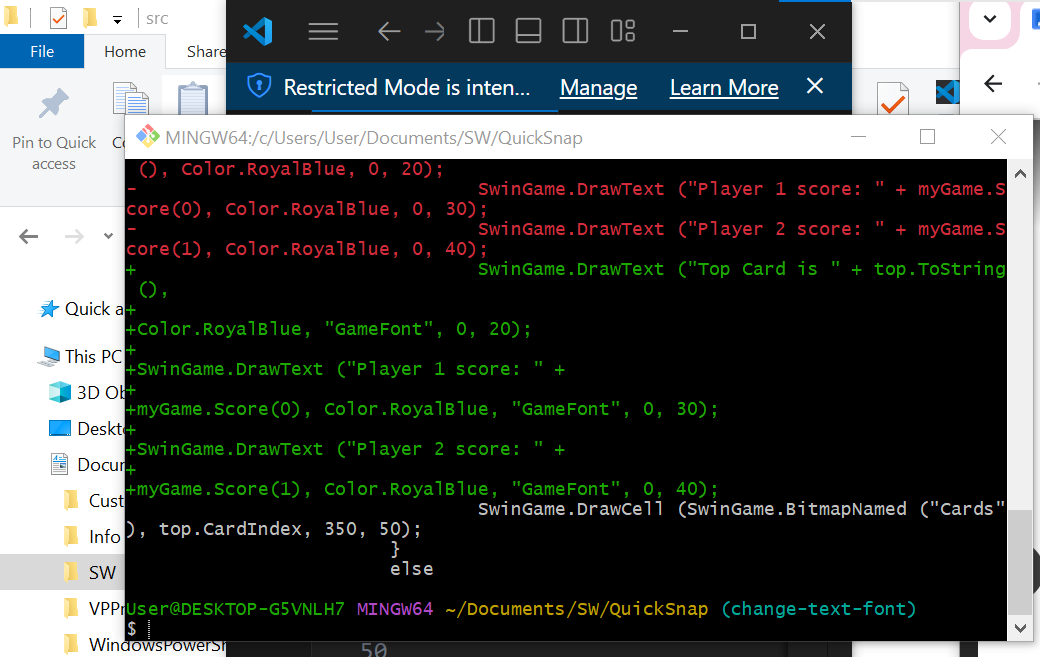 src
File
Home
Share
Restricted Mode is inten...
Manage
Learn More
Pin to Quick
access
MINGW64:/c/Users/User/Documents/SW/QuickSnap
(), Color.RoyalBlue, 0, 20);
- SwinGame.DrawText ("Player 1 score: " + myGame.S
core(0), Color.RoyalBlue, 0, 30);
- SwinGame.DrawText ("Player 2 score: " + myGame.S
core(1), Color.RoyalBlue, 0, 40);
+ SwinGame.DrawText ("Top Card is " + top.ToString
(),
+
+Color.RoyalBlue, "GameFont", 0, 20);
+
+SwinGame.DrawText ("Player 1 score: " +
+
+myGame.Score(0), Color.RoyalBlue, "GameFont", 0, 30);
+
+SwinGame.DrawText ("Player 2 score: " +
+
+myGame.Score(1), Color.RoyalBlue, "GameFont", 0, 40);
SwinGame.DrawCell (SwinGame.BitmapNamed ("Cards"
), top.CardIndex, 350, 50);
}
else
User@DESKTOP-G5VNLH7 MINGW64 ~/Documents/SW/QuickSnap (change-text-font)
$
Quick a
This PC
3D Ob
Deskto
Docum
Cust
Info
SW
VPPr
WindowsPowerSh
50